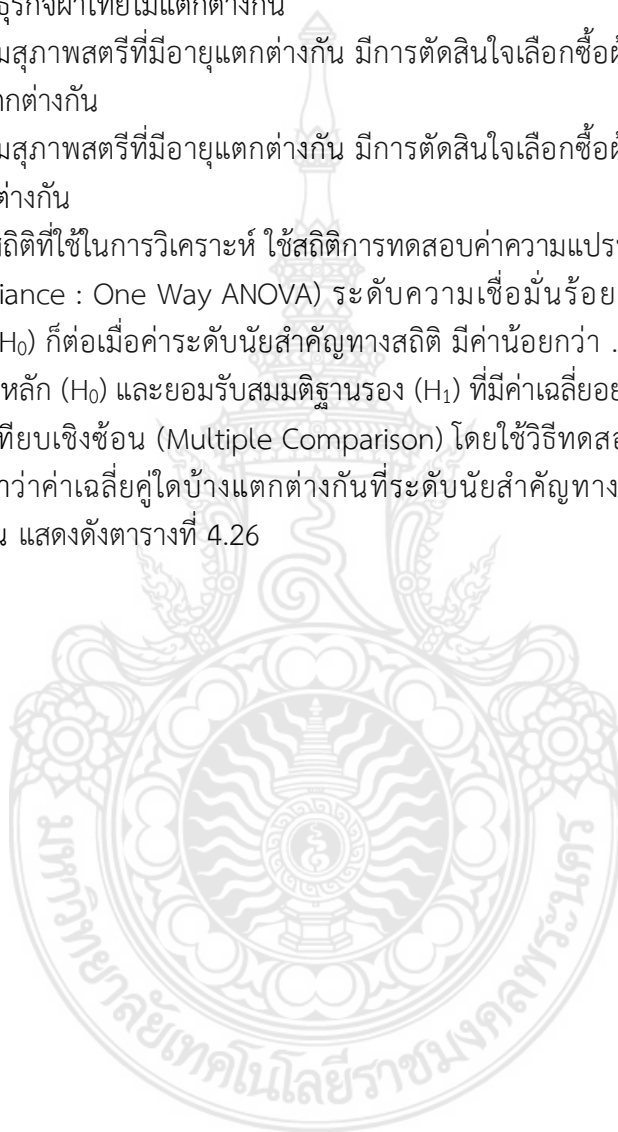 ธุรกิจผ้าไทยไม่แตกต่างกัน
มสุภาพสตรีที่มีอายุแตกต่างกัน มีการตัดสินใจเลือกซื้อผ้
ากต่างกัน
มสุภาพสตรีที่มีอายุแตกต่างกัน มีการตัดสินใจเลือกซื้อผ้
ต่างกัน
สถิติที่ใช้ในการวิเคราะห์ ใช้สถิติการทดสอบค่าความแปร
iance : One Way ANOVA) ระดับความเชื่อมั่นร้อย
H₀) ก็ต่อเมื่อค่าระดับนัยสำคัญทางสถิติ มีค่าน้อยกว่า .
หลัก (H₀) และยอมรับสมมติฐานรอง (H₁) ที่มีค่าเฉลี่ยอย
ทียบเชิงซ้อน (Multiple Comparison) โดยใช้วิธีทดสอ
าว่าค่าเฉลี่ยคู่ใดบ้างแตกต่างกันที่ระดับนัยสำคัญทาง
น แสดงดังตารางที่ 4.26
มหาวิทยาลัยเทคโนโลยีราชมงคลพระนคร